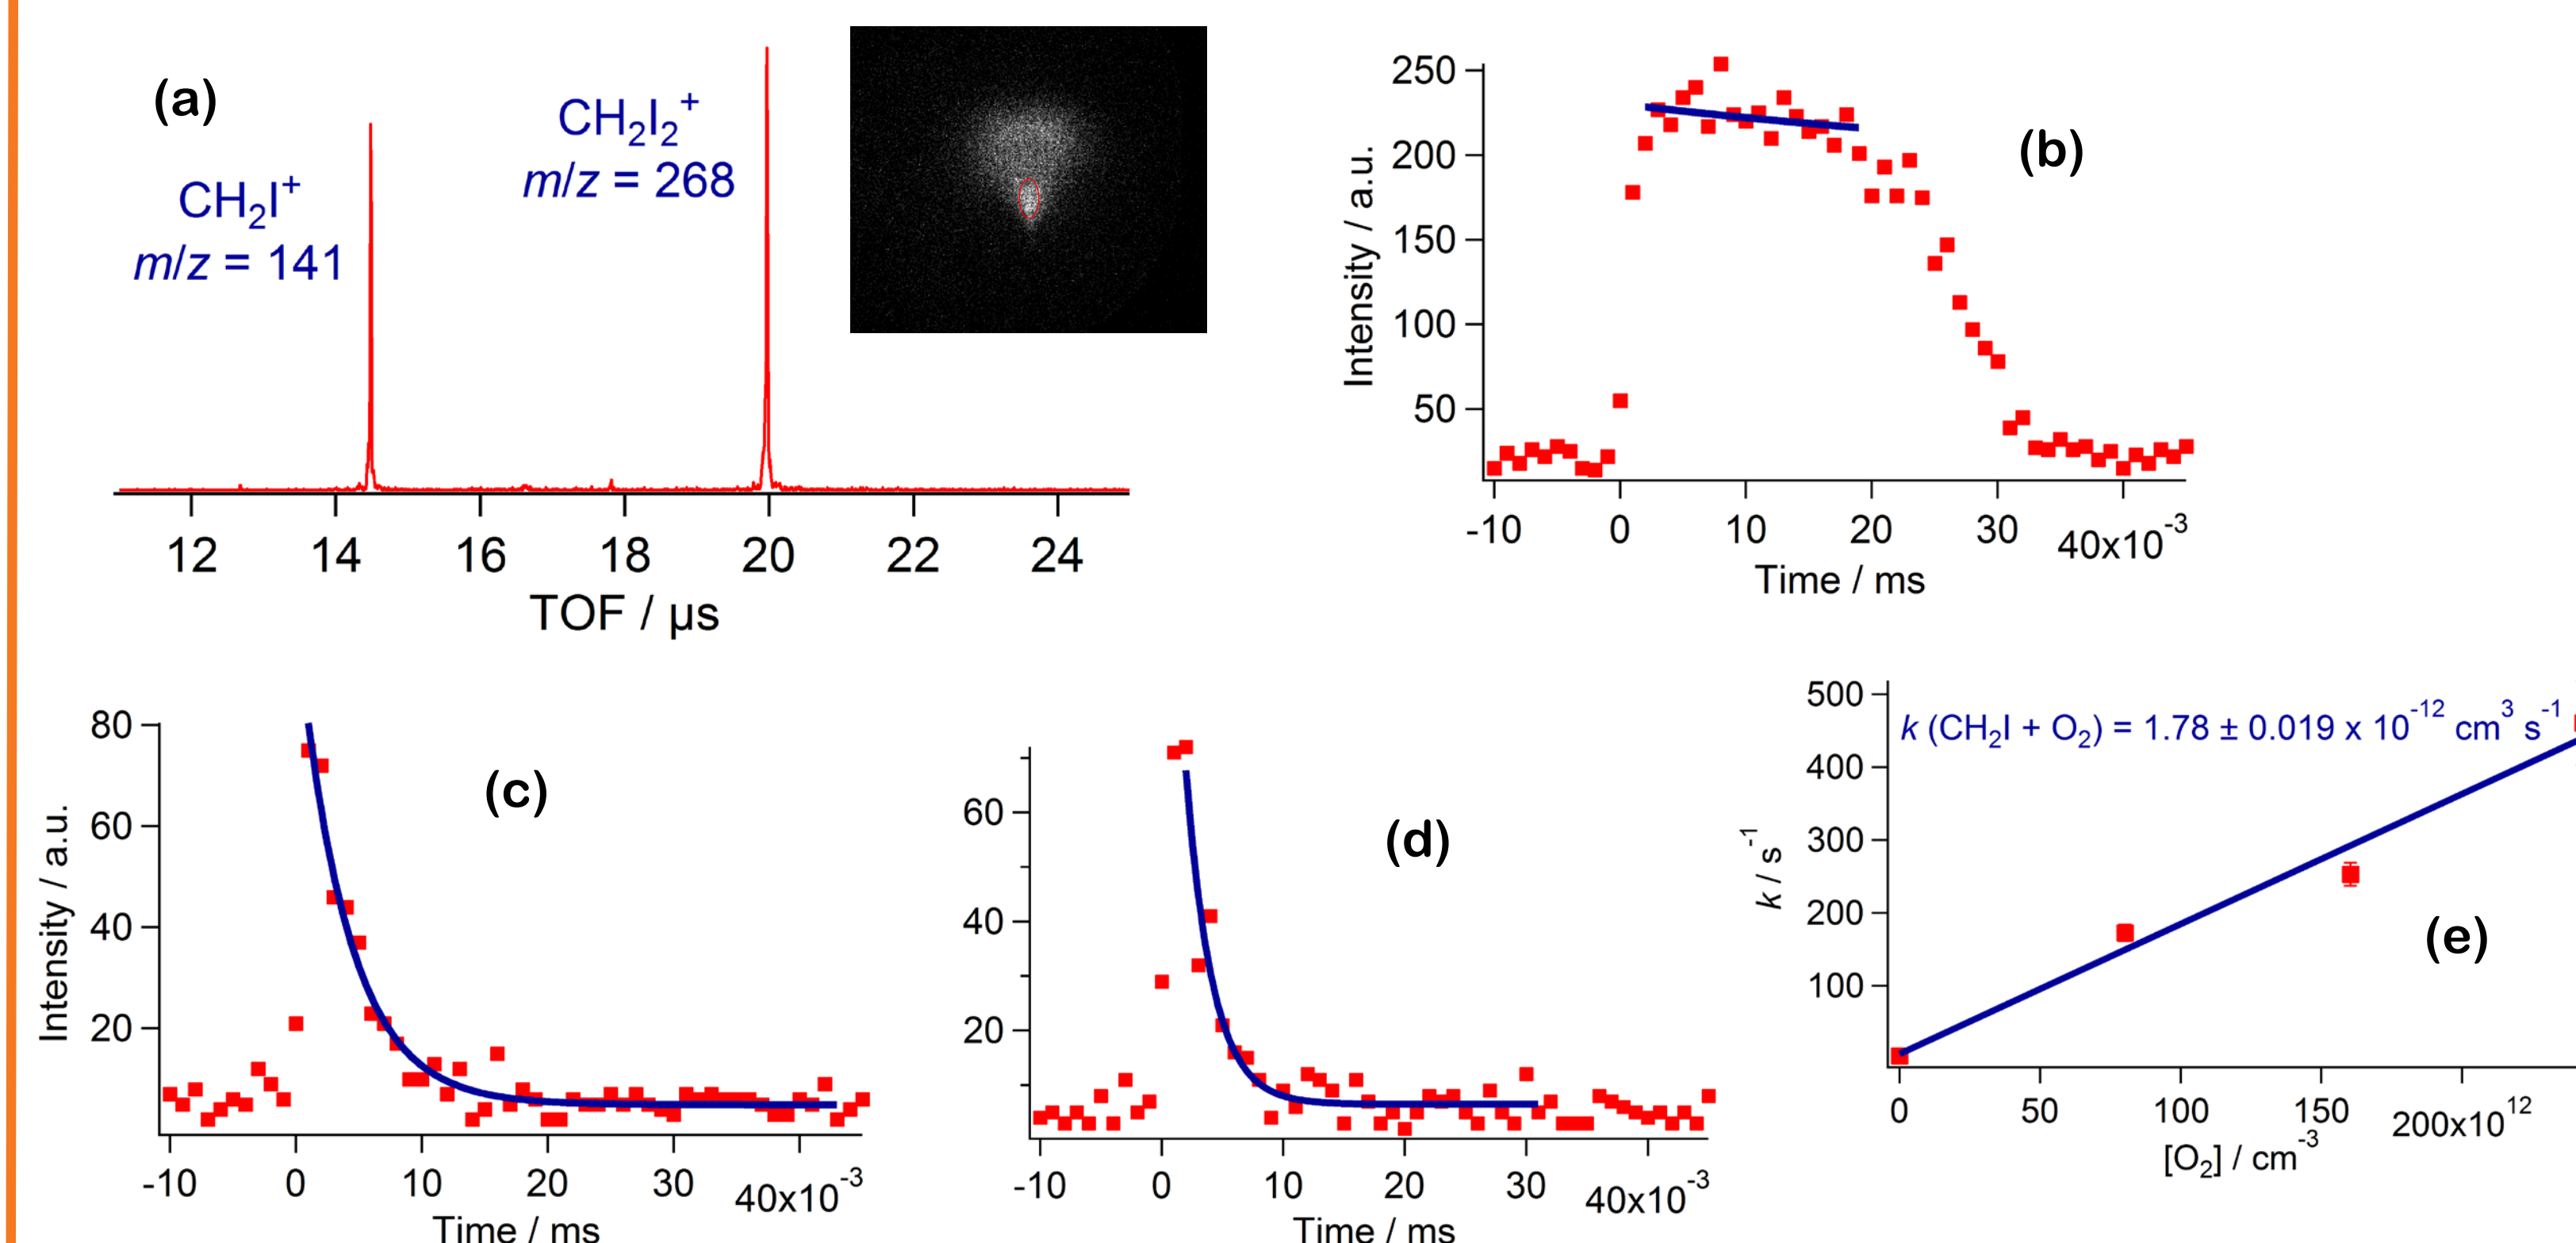 (a)
CH₂I⁺
m/z = 141
CH₂I₂⁺
m/z = 268
12 14 16 18 20 22 24
TOF / µs
(b)
250
200
150
100
50
Intensity / a.u.
-10 0 10 20 30 40x10⁻³
Time / ms
(c)
80
60
40
20
Intensity / a.u.
-10 0 10 20 30 40x10⁻³
Time / ms
(d)
60
40
20
-10 0 10 20 30 40x10⁻³
Time / ms
(e)
k (CH₂I + O₂) = 1.78 ± 0.019 x 10⁻¹² cm³ s⁻¹
500
400
300
200
100
k / s⁻¹
0 50 100 150 200x10¹²
[O₂] / cm⁻³